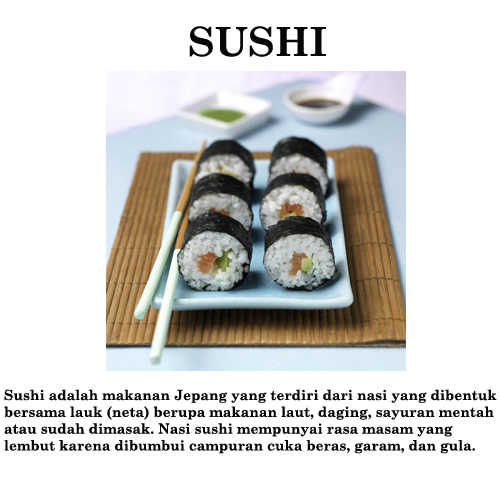 SUSHI
Sushi adalah makanan Jepang yang terdiri dari nasi yang dibentuk
bersama lauk (neta) berupa makanan laut, daging, sayuran mentah
atau sudah dimasak. Nasi sushi mempunyai rasa masam yang
lembut karena dibumbui campuran cuka beras, garam, dan gula.